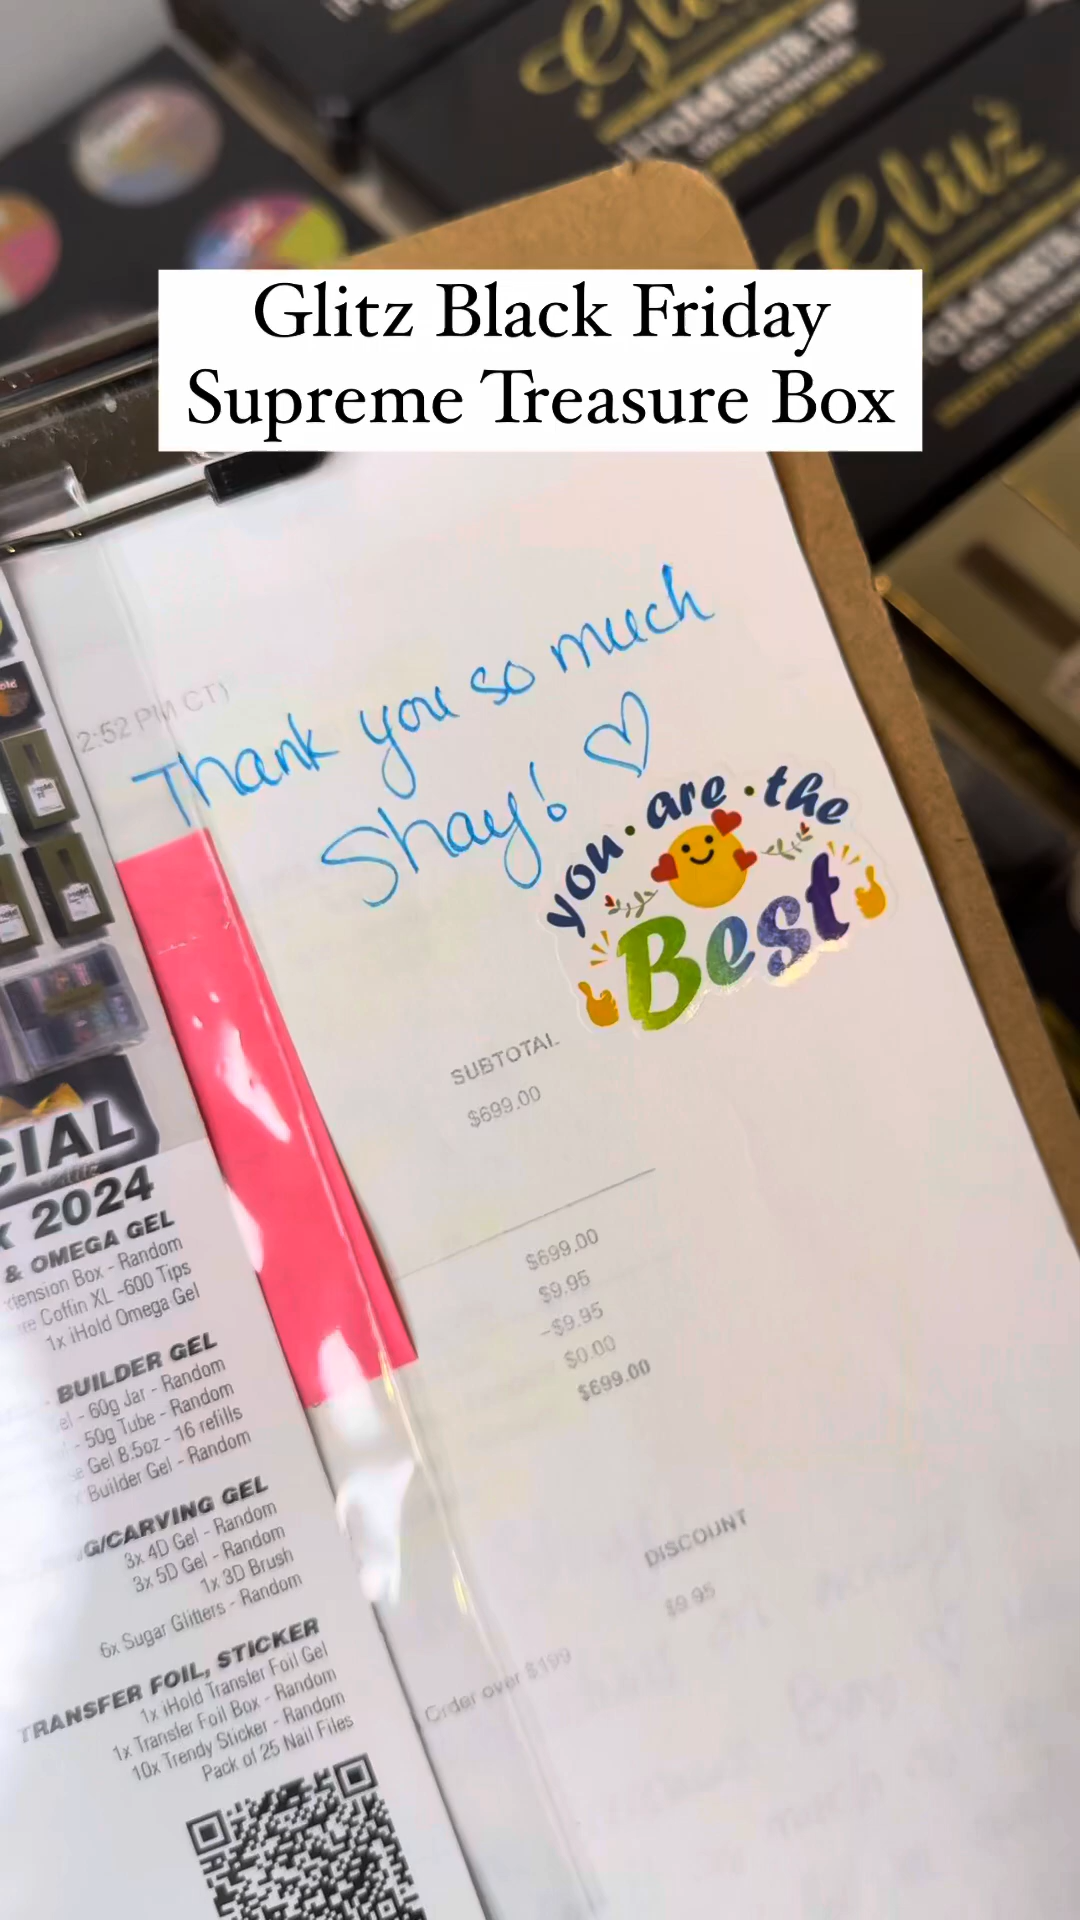 Glitz
Glitz
Glitz Black Friday
Supreme Treasure Box
2:52 PM CT)
Thank you so much
Shay! ♡
you · are · the
Best
SUBTOTAL
$699.00
$699.00
$9.95
-$9.95
$0.00
$699.00
DISCOUNT
$9.95
Order over $199
CIAL
2024
& OMEGA GEL
Box - Random
Coffin XL -600 Tips
1x iHold Omega Gel
BUILDER GEL
- 60g Jar - Random
- 50g Tube - Random
Gel 8.5oz - 16 refills
Builder Gel - Random
G/CARVING GEL
3x 4D Gel - Random
3x 5D Gel - Random
1x 3D Brush
6x Sugar Glitters - Random
TRANSFER FOIL, STICKER
1x iHold Transfer Foil Gel
1x Transfer Foil Box - Random
10x Trendy Sticker - Random
Pack of 25 Nail Files